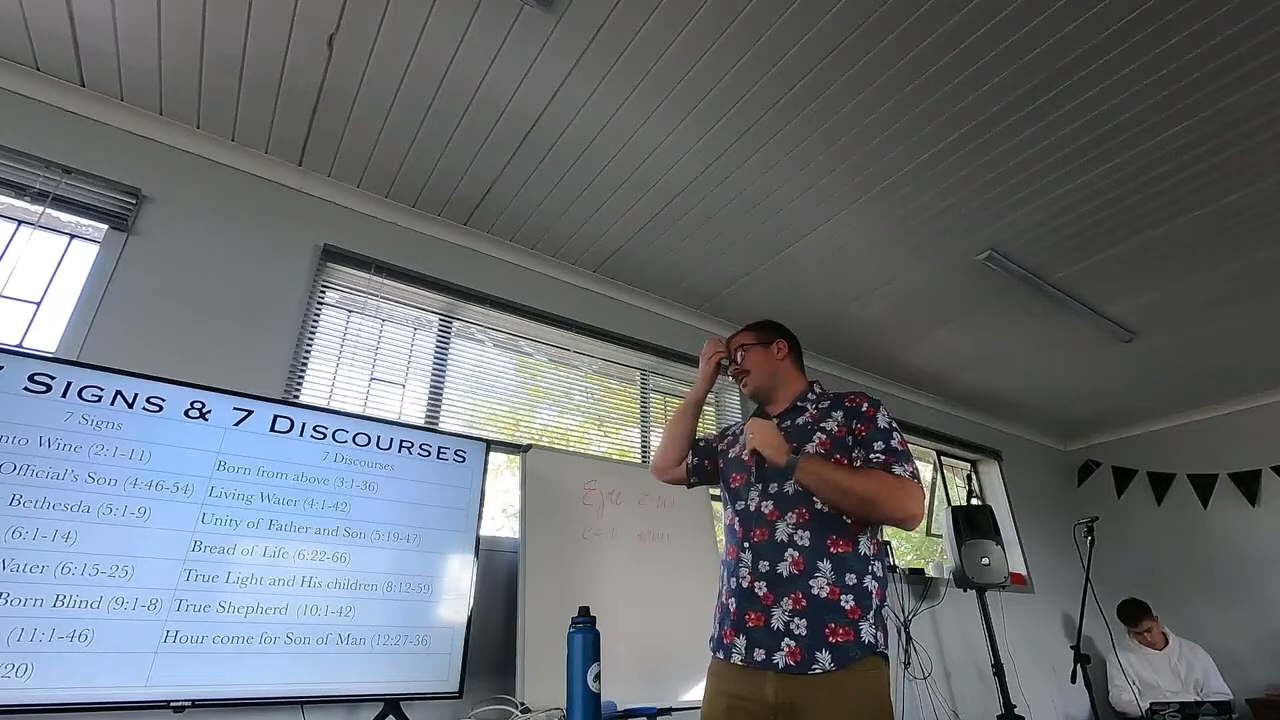 7 SIGNS & 7 DISCOURSES
7 Signs 7 Discourses
nto Wine (2:1-11) Born from above (3:1-36)
Official's Son (4:46-54) Living Water (4:1-42)
Bethesda (5:1-9) Unity of Father and Son (5:19-47)
(6:1-14) Bread of Life (6:22-66)
Water (6:15-25) True Light and His children (8:12-59)
Born Blind (9:1-8) True Shepherd (10:1-42)
(11:1-46) Hour come for Son of Man (12:27-36)
20)